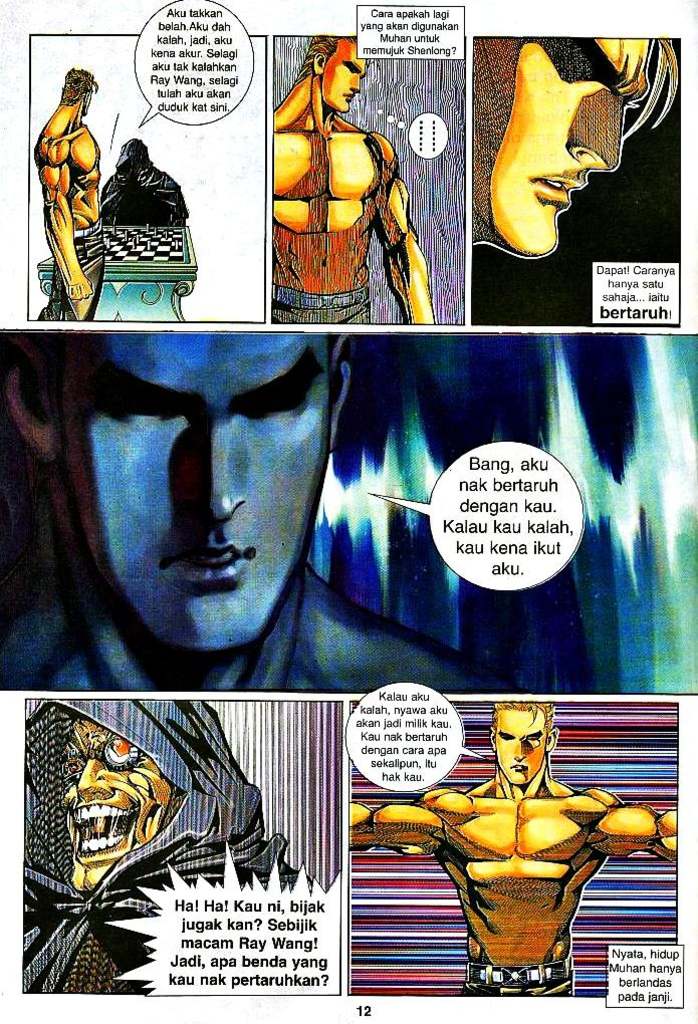 Aku takkan
belah.Aku dah
kalah, jadi, aku
kena akur. Selagi
aku tak kalahkan
Ray Wang, selagi
tulah aku akan
duduk kat sini.
Cara apakah lagi
yang akan digunakan
Muhan untuk
memujuk Shenlong?
Dapat! Caranya
hanya satu
sahaja... iaitu
bertaruh!
Bang, aku
nak bertaruh
dengan kau.
Kalau kau kalah,
kau kena ikut
aku.
Ha! Ha! Kau ni, bijak
jugak kan? Sebijik
macam Ray Wang!
Jadi, apa benda yang
kau nak pertaruhkan?
Kalau aku
kalah, nyawa aku
akan jadi milik kau.
Kau nak bertaruh
dengan cara apa
sekalipun, itu
hak kau.
Nyata, hidup
Muhan hanya
berlandas
pada janji.
12